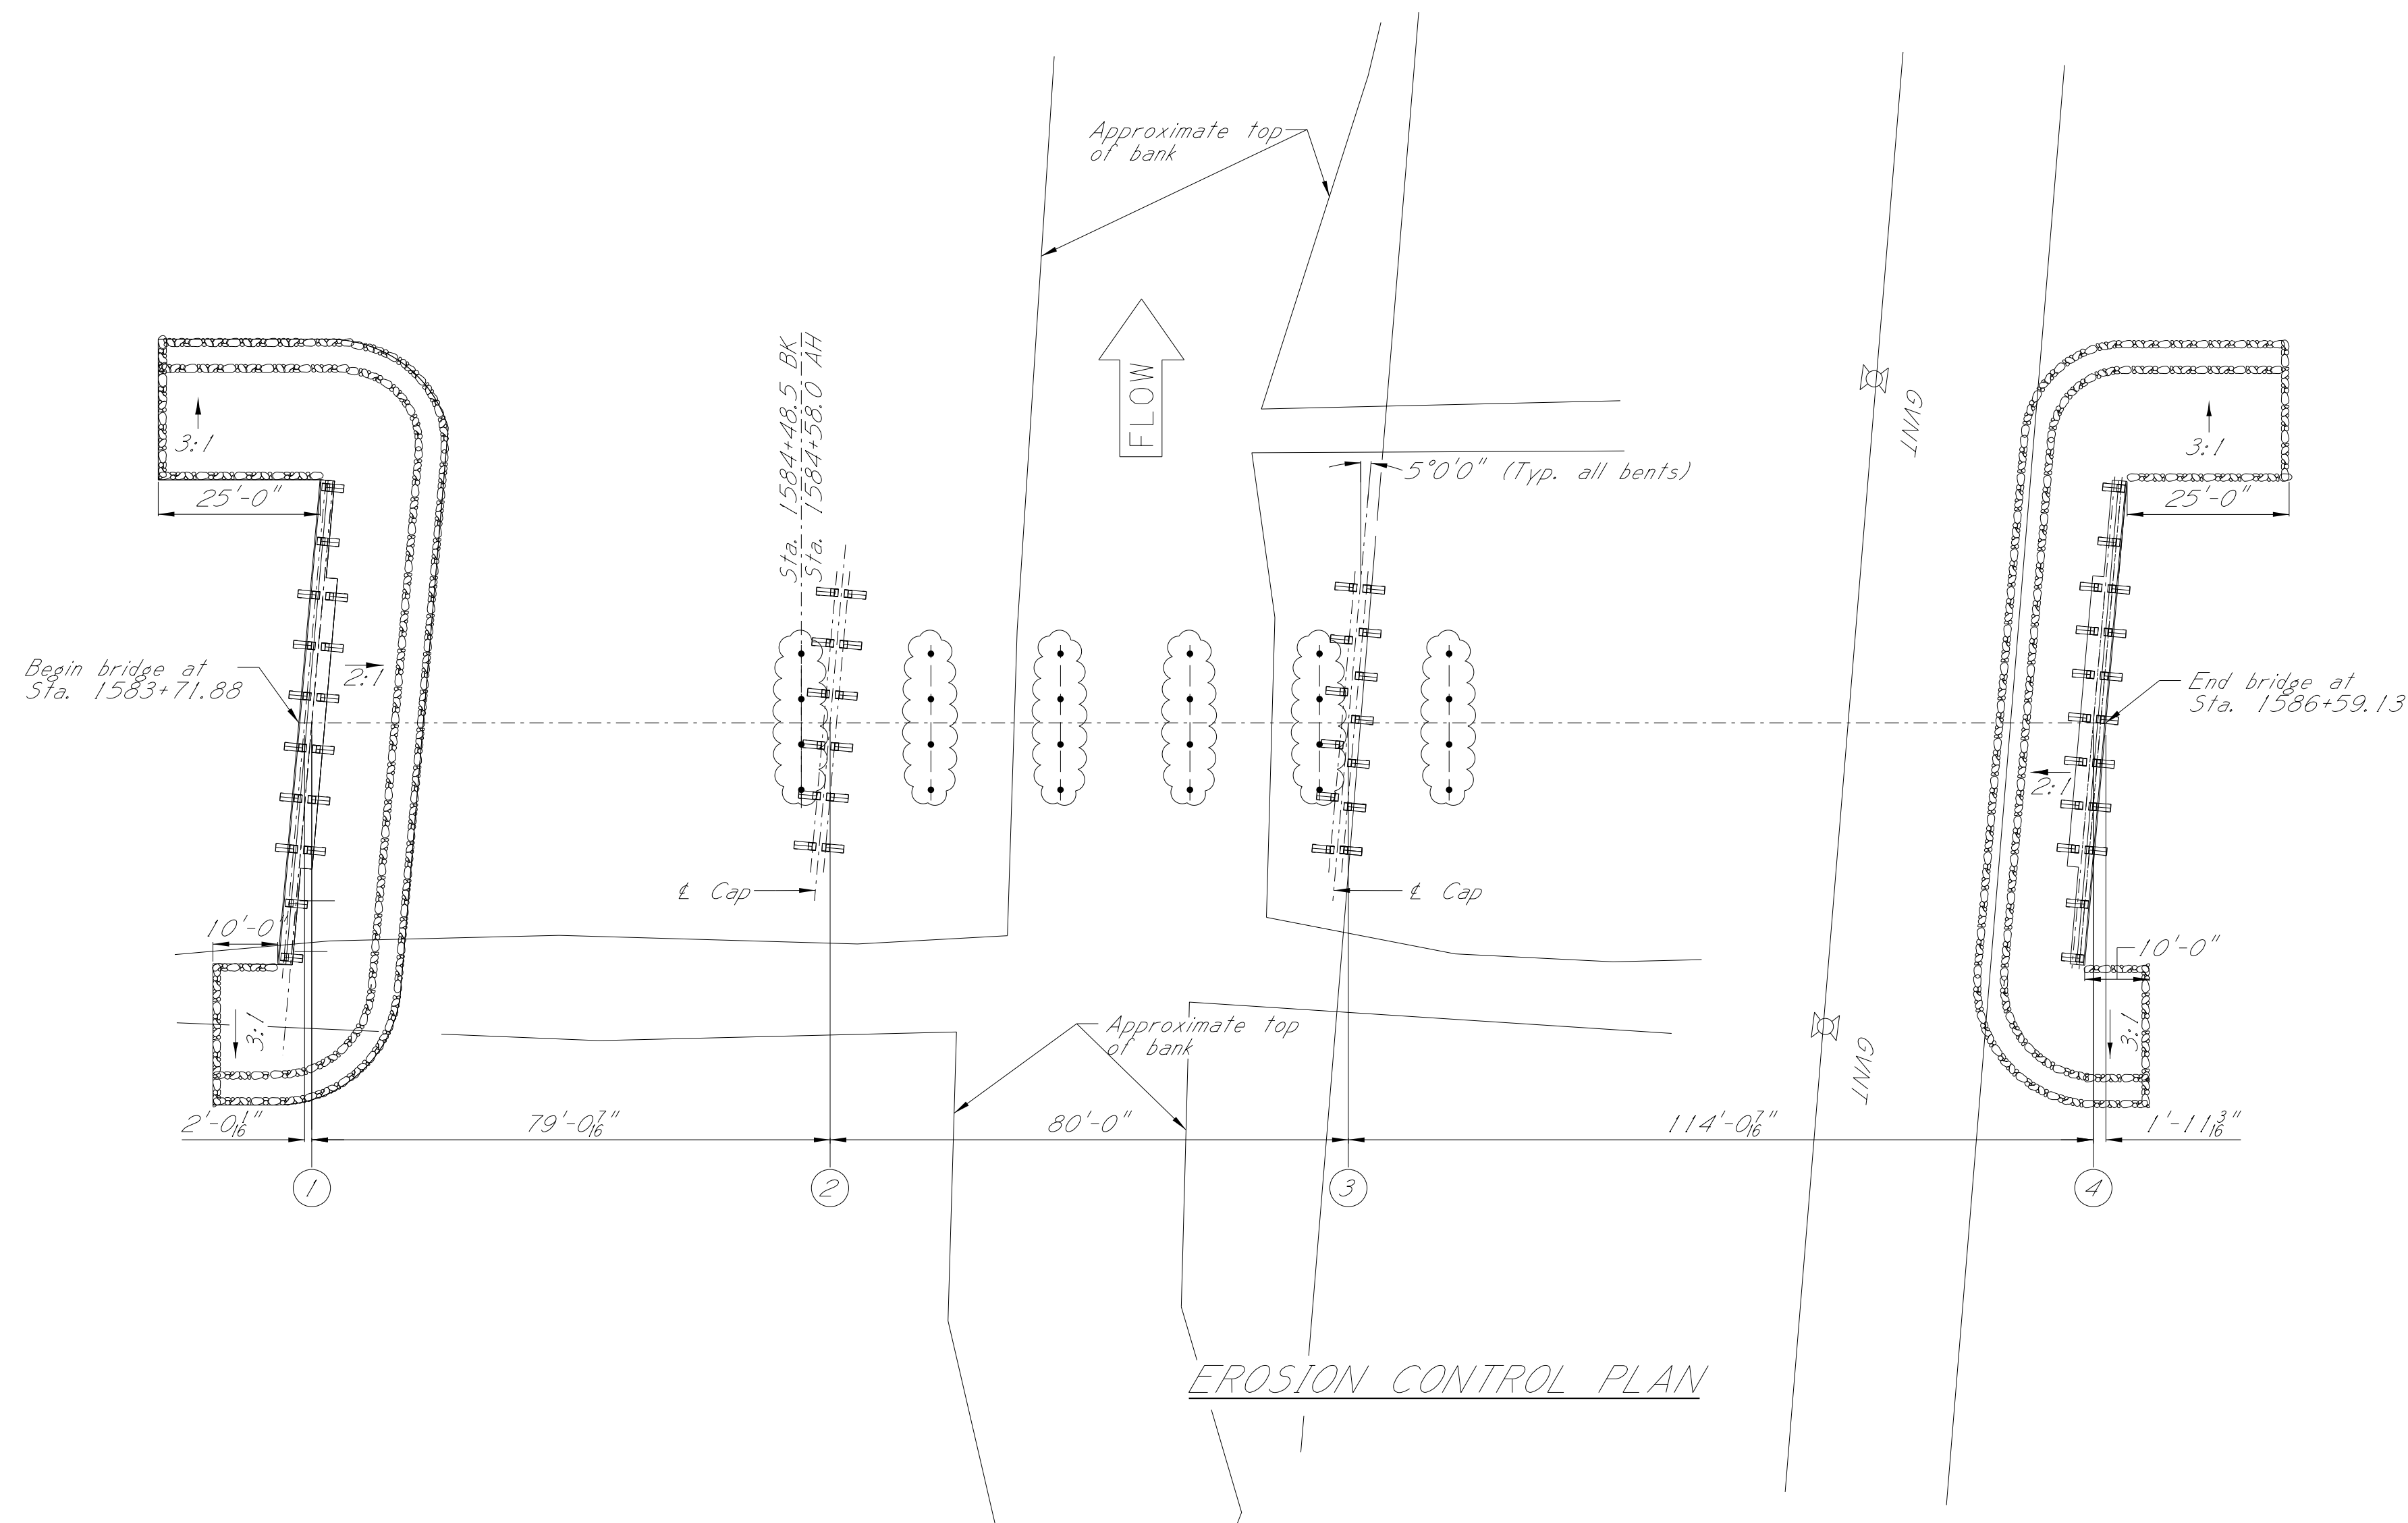 Approximate top
of bank
FLOW
Sta. 1584+48.5 BK
Sta. 1584+58.0 AH
GVNT
3:1
3:1
5°0'0" (Typ. all bents)
25'-0"
25'-0"
Begin bridge at
Sta. 1583+71.88
2:1
End bridge at
Sta. 1586+59.13
2:1
℄ Cap
℄ Cap
10'-0"
10'-0"
3:1
Approximate top
of bank
3:1
GVNT
2'-0 1/16"
79'-0 7/16"
80'-0"
114'-0 7/16"
1'-11 3/16"
1
2
3
4
EROSION CONTROL PLAN